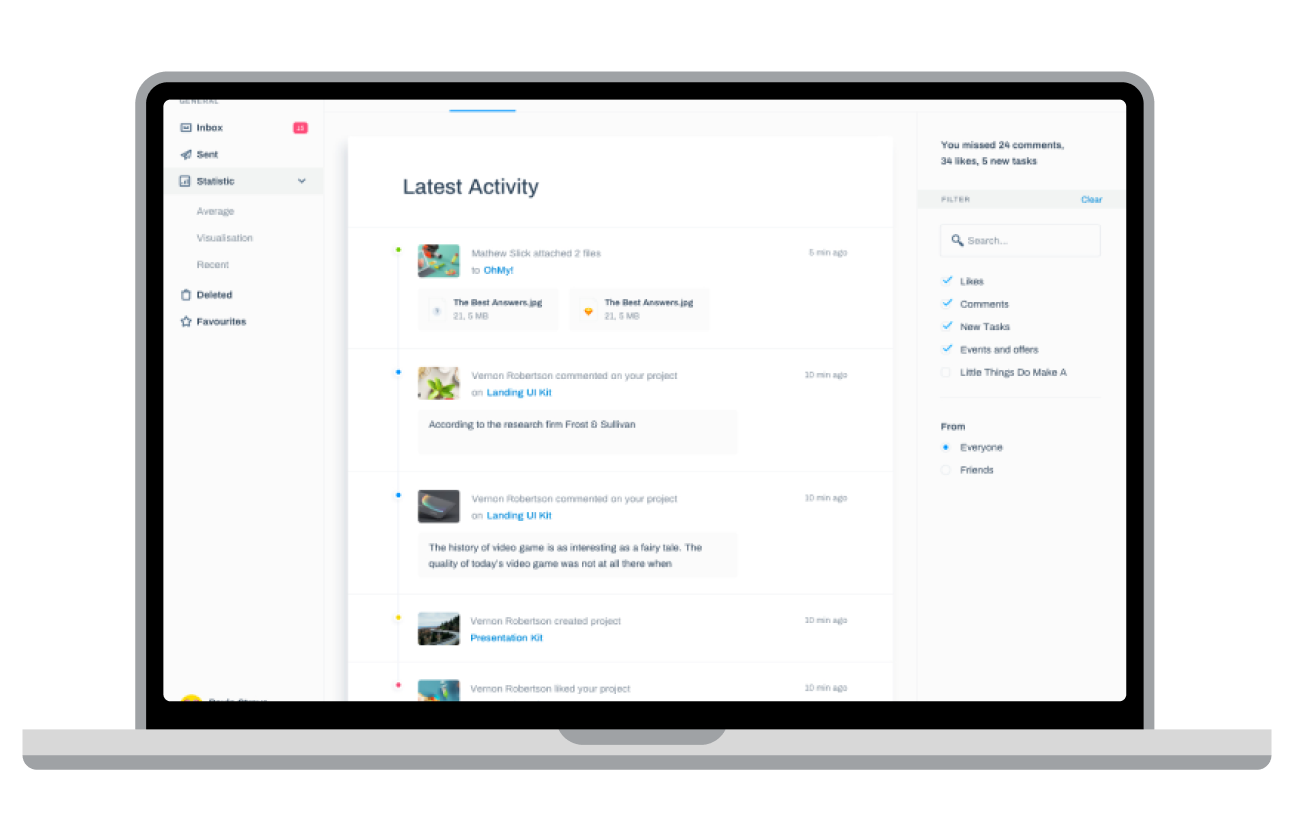 GENERAL
Inbox
Sent
Statistic
Average
Visualisation
Recent
Deleted
Favourites
Latest Activity
Mathew Slick attached 2 files
5 min ago
to OhMy!
The Best Answers.jpg
21, 5 MB
The Best Answers.jpg
21, 5 MB
Vernon Robertson commented on your project
10 min ago
on Landing UI Kit
According to the research firm Frost & Sullivan
Vernon Robertson commented on your project
10 min ago
on Landing UI Kit
The history of video game is as interesting as a fairy tale. The
quality of today's video game was not at all there when
Vernon Robertson created project
10 min ago
Presentation Kit
Vernon Robertson liked your project
10 min ago
You missed 24 comments,
34 likes, 5 new tasks
FILTER
Clear
Search...
Likes
Comments
New Tasks
Events and offers
Little Things Do Make A
From
Everyone
Friends